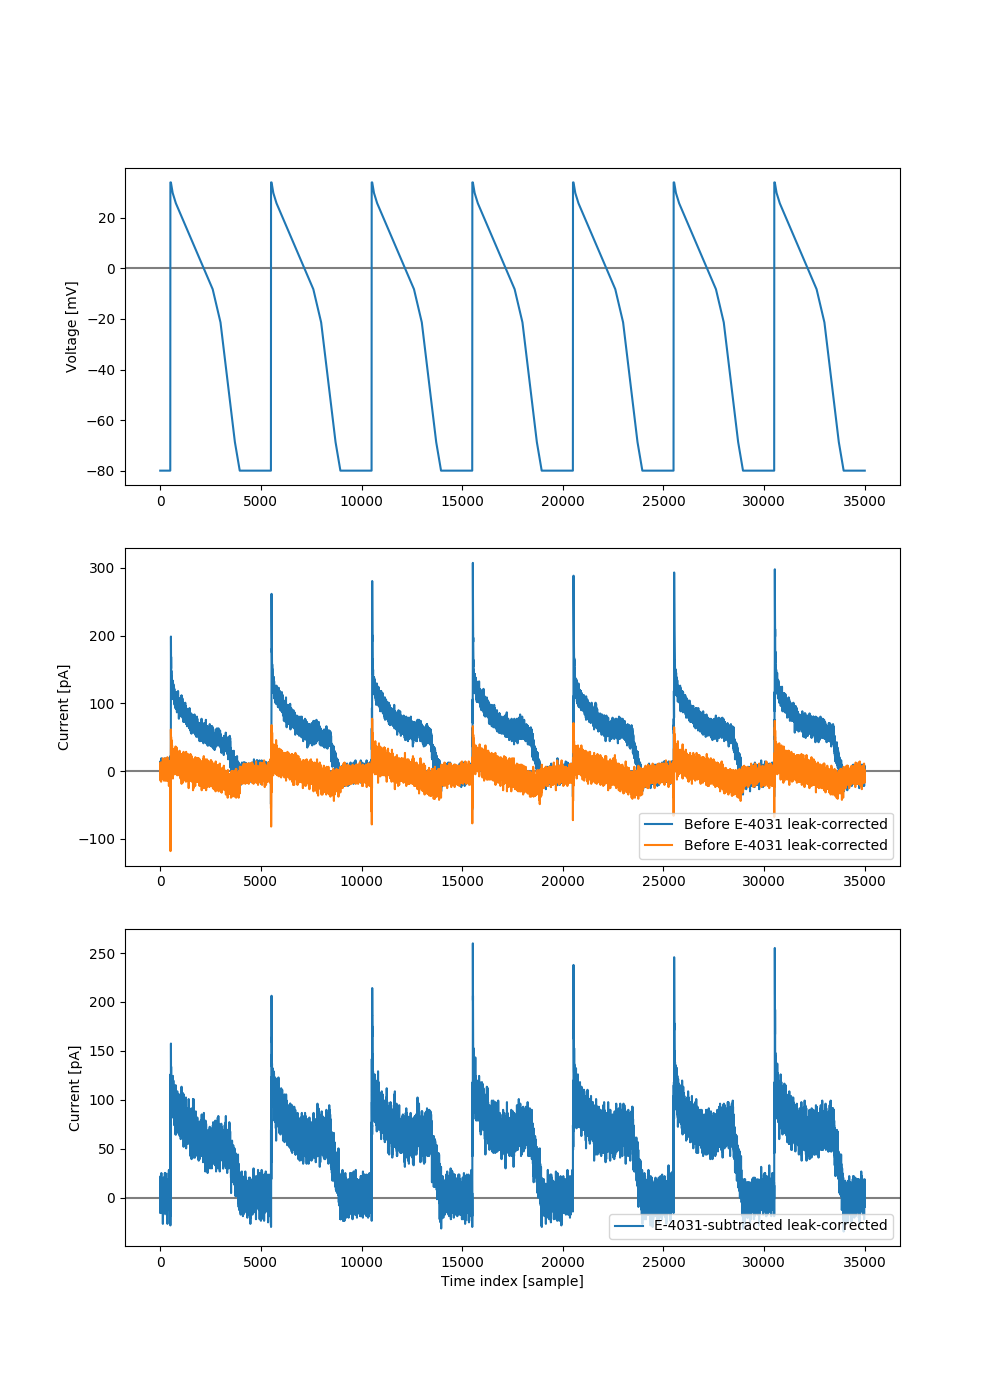 20
0
−20
−40
−60
−80
Voltage [mV]
0 5000 10000 15000 20000 25000 30000 35000
300
200
100
0
−100
Current [pA]
Before E-4031 leak-corrected
Before E-4031 leak-corrected
0 5000 10000 15000 20000 25000 30000 35000
250
200
150
100
50
0
Current [pA]
E-4031-subtracted leak-corrected
0 5000 10000 15000 20000 25000 30000 35000
Time index [sample]